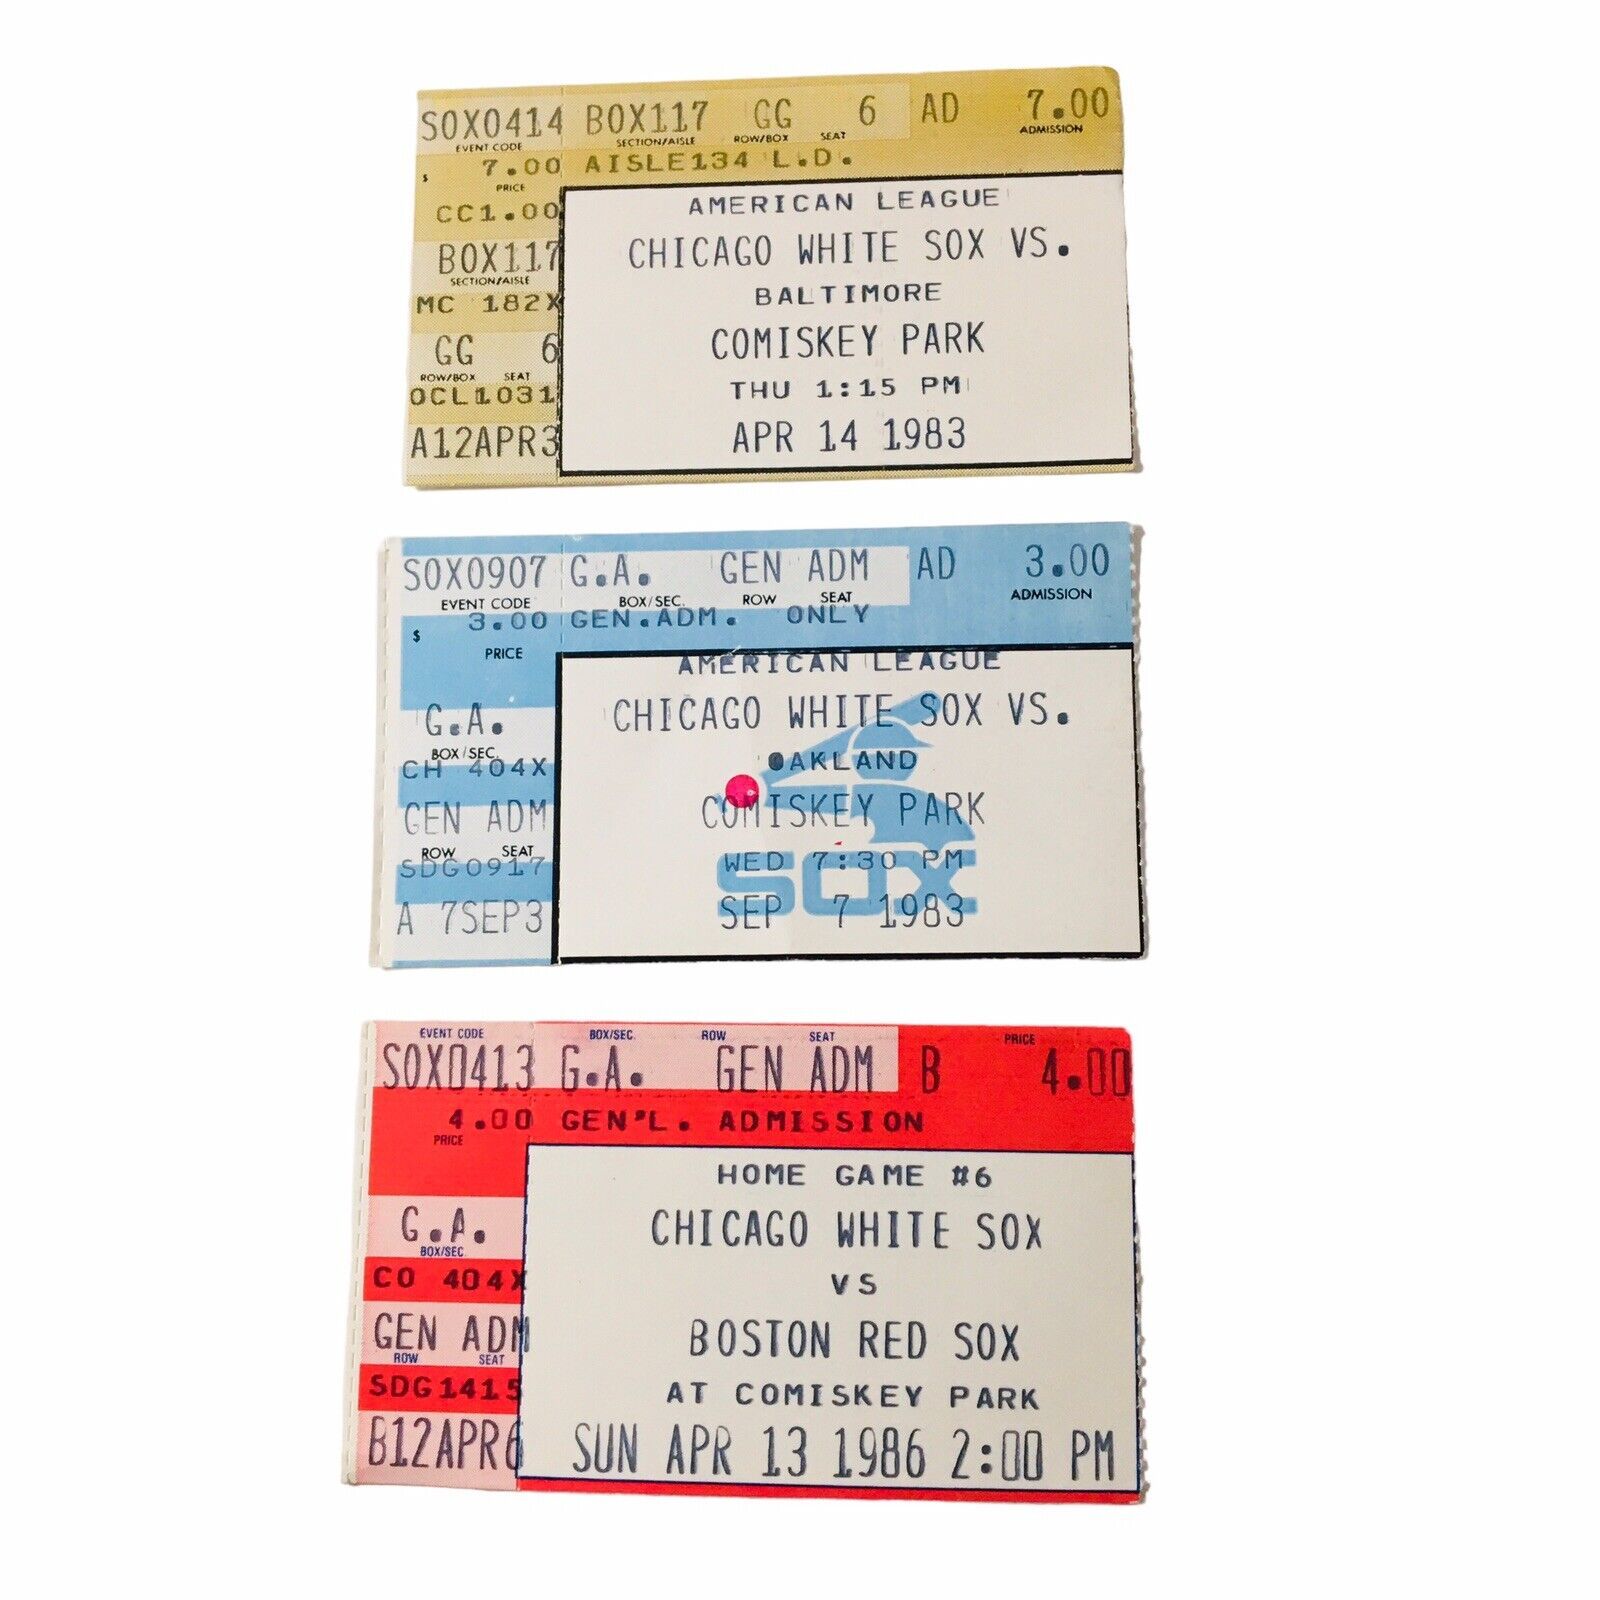 SOX0414 BOX117 GG 6 AD 7.00
EVENT CODE SECTION/AISLE ROW/BOX SEAT ADMISSION
$ 7.00 AISLE134 L.D.
PRICE
CC1.00
BOX117
SECTION/AISLE
MC 182X
GG 6
ROW/BOX SEAT
OCL1031
A12APR3
AMERICAN LEAGUE
CHICAGO WHITE SOX VS.
BALTIMORE
COMISKEY PARK
THU 1:15 PM
APR 14 1983
SOX0907 G.A. GEN ADM AD 3.00
EVENT CODE BOX/SEC. ROW SEAT ADMISSION
$ 3.00 GEN.ADM. ONLY
PRICE
G.A.
BOX/SEC.
CH 404X
GEN ADM
ROW SEAT
SDG0917
A 7SEP3
AMERICAN LEAGUE
CHICAGO WHITE SOX VS.
OAKLAND
COMISKEY PARK
WED 7:30 PM
SOX
SEP 7 1983
EVENT CODE BOX/SEC. ROW SEAT PRICE
SOX0413 G.A. GEN ADM B 4.00
4.00 GEN'L. ADMISSION
PRICE
G.A.
BOX/SEC.
CO 404X
GEN ADM
ROW SEAT
SDG1415
B12APR6
HOME GAME #6
CHICAGO WHITE SOX
VS
BOSTON RED SOX
AT COMISKEY PARK
SUN APR 13 1986 2:00 PM